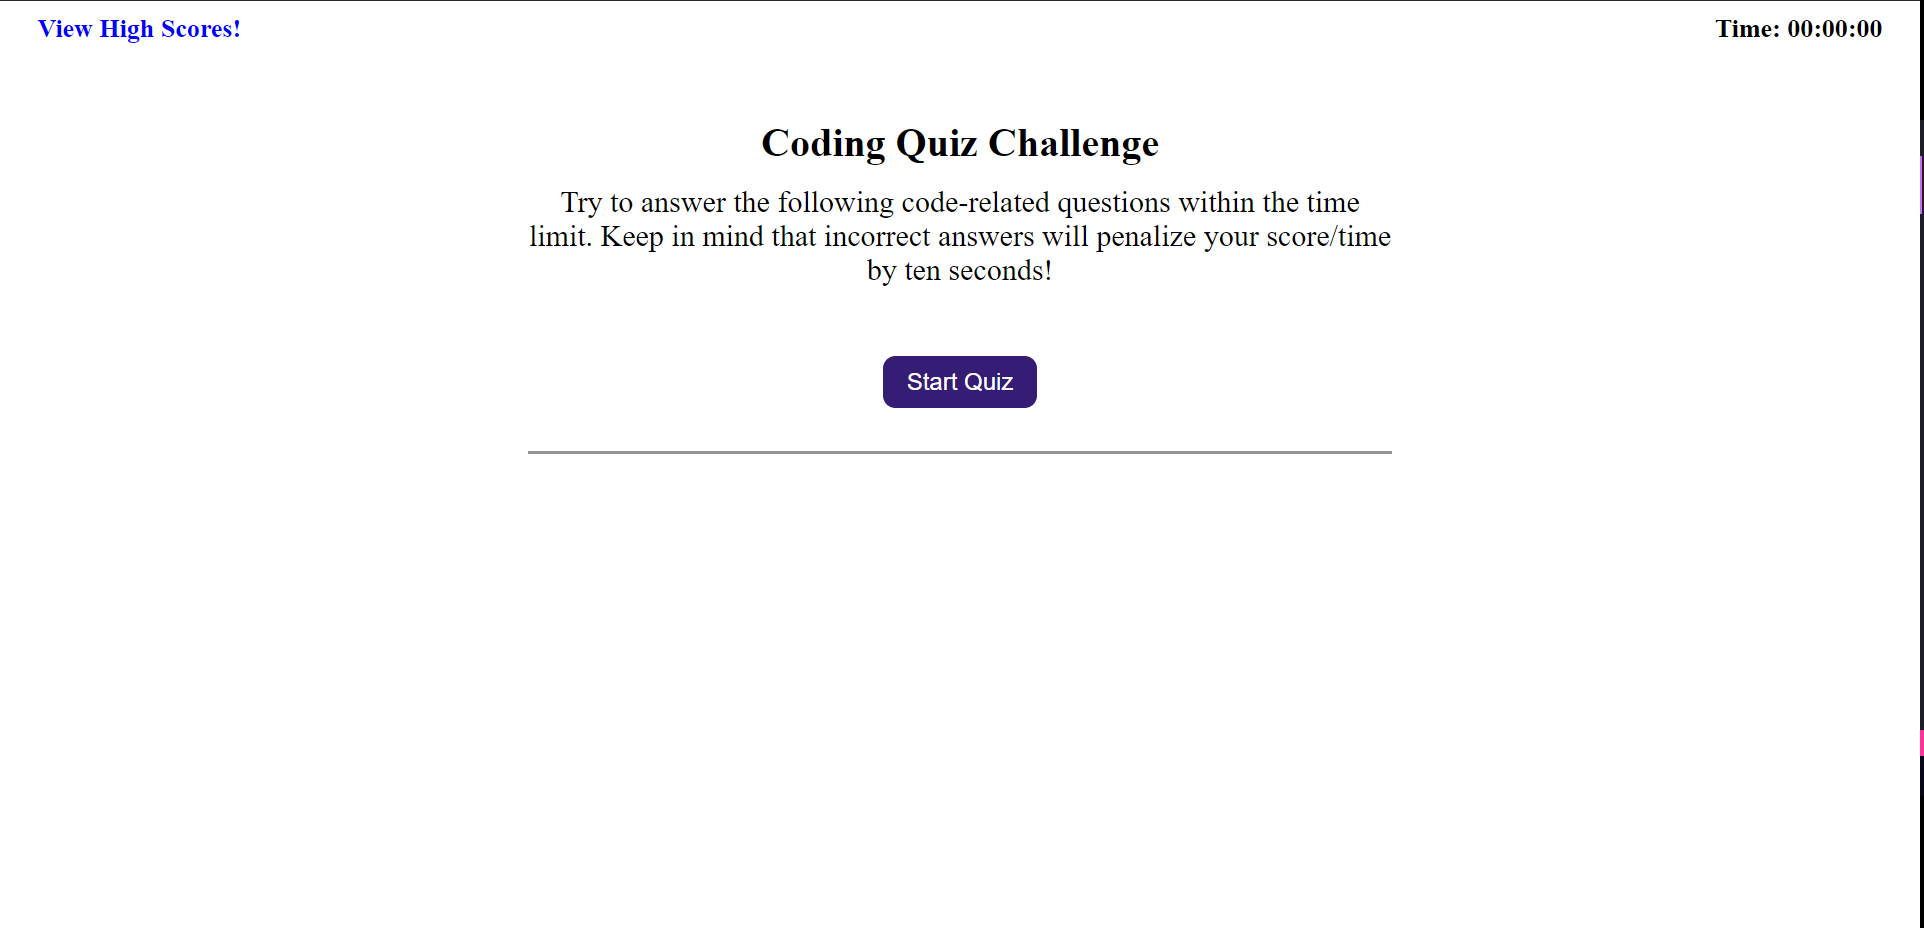 View High Scores!
Time: 00:00:00
Coding Quiz Challenge
Try to answer the following code-related questions within the time
limit. Keep in mind that incorrect answers will penalize your score/time
by ten seconds!
Start Quiz